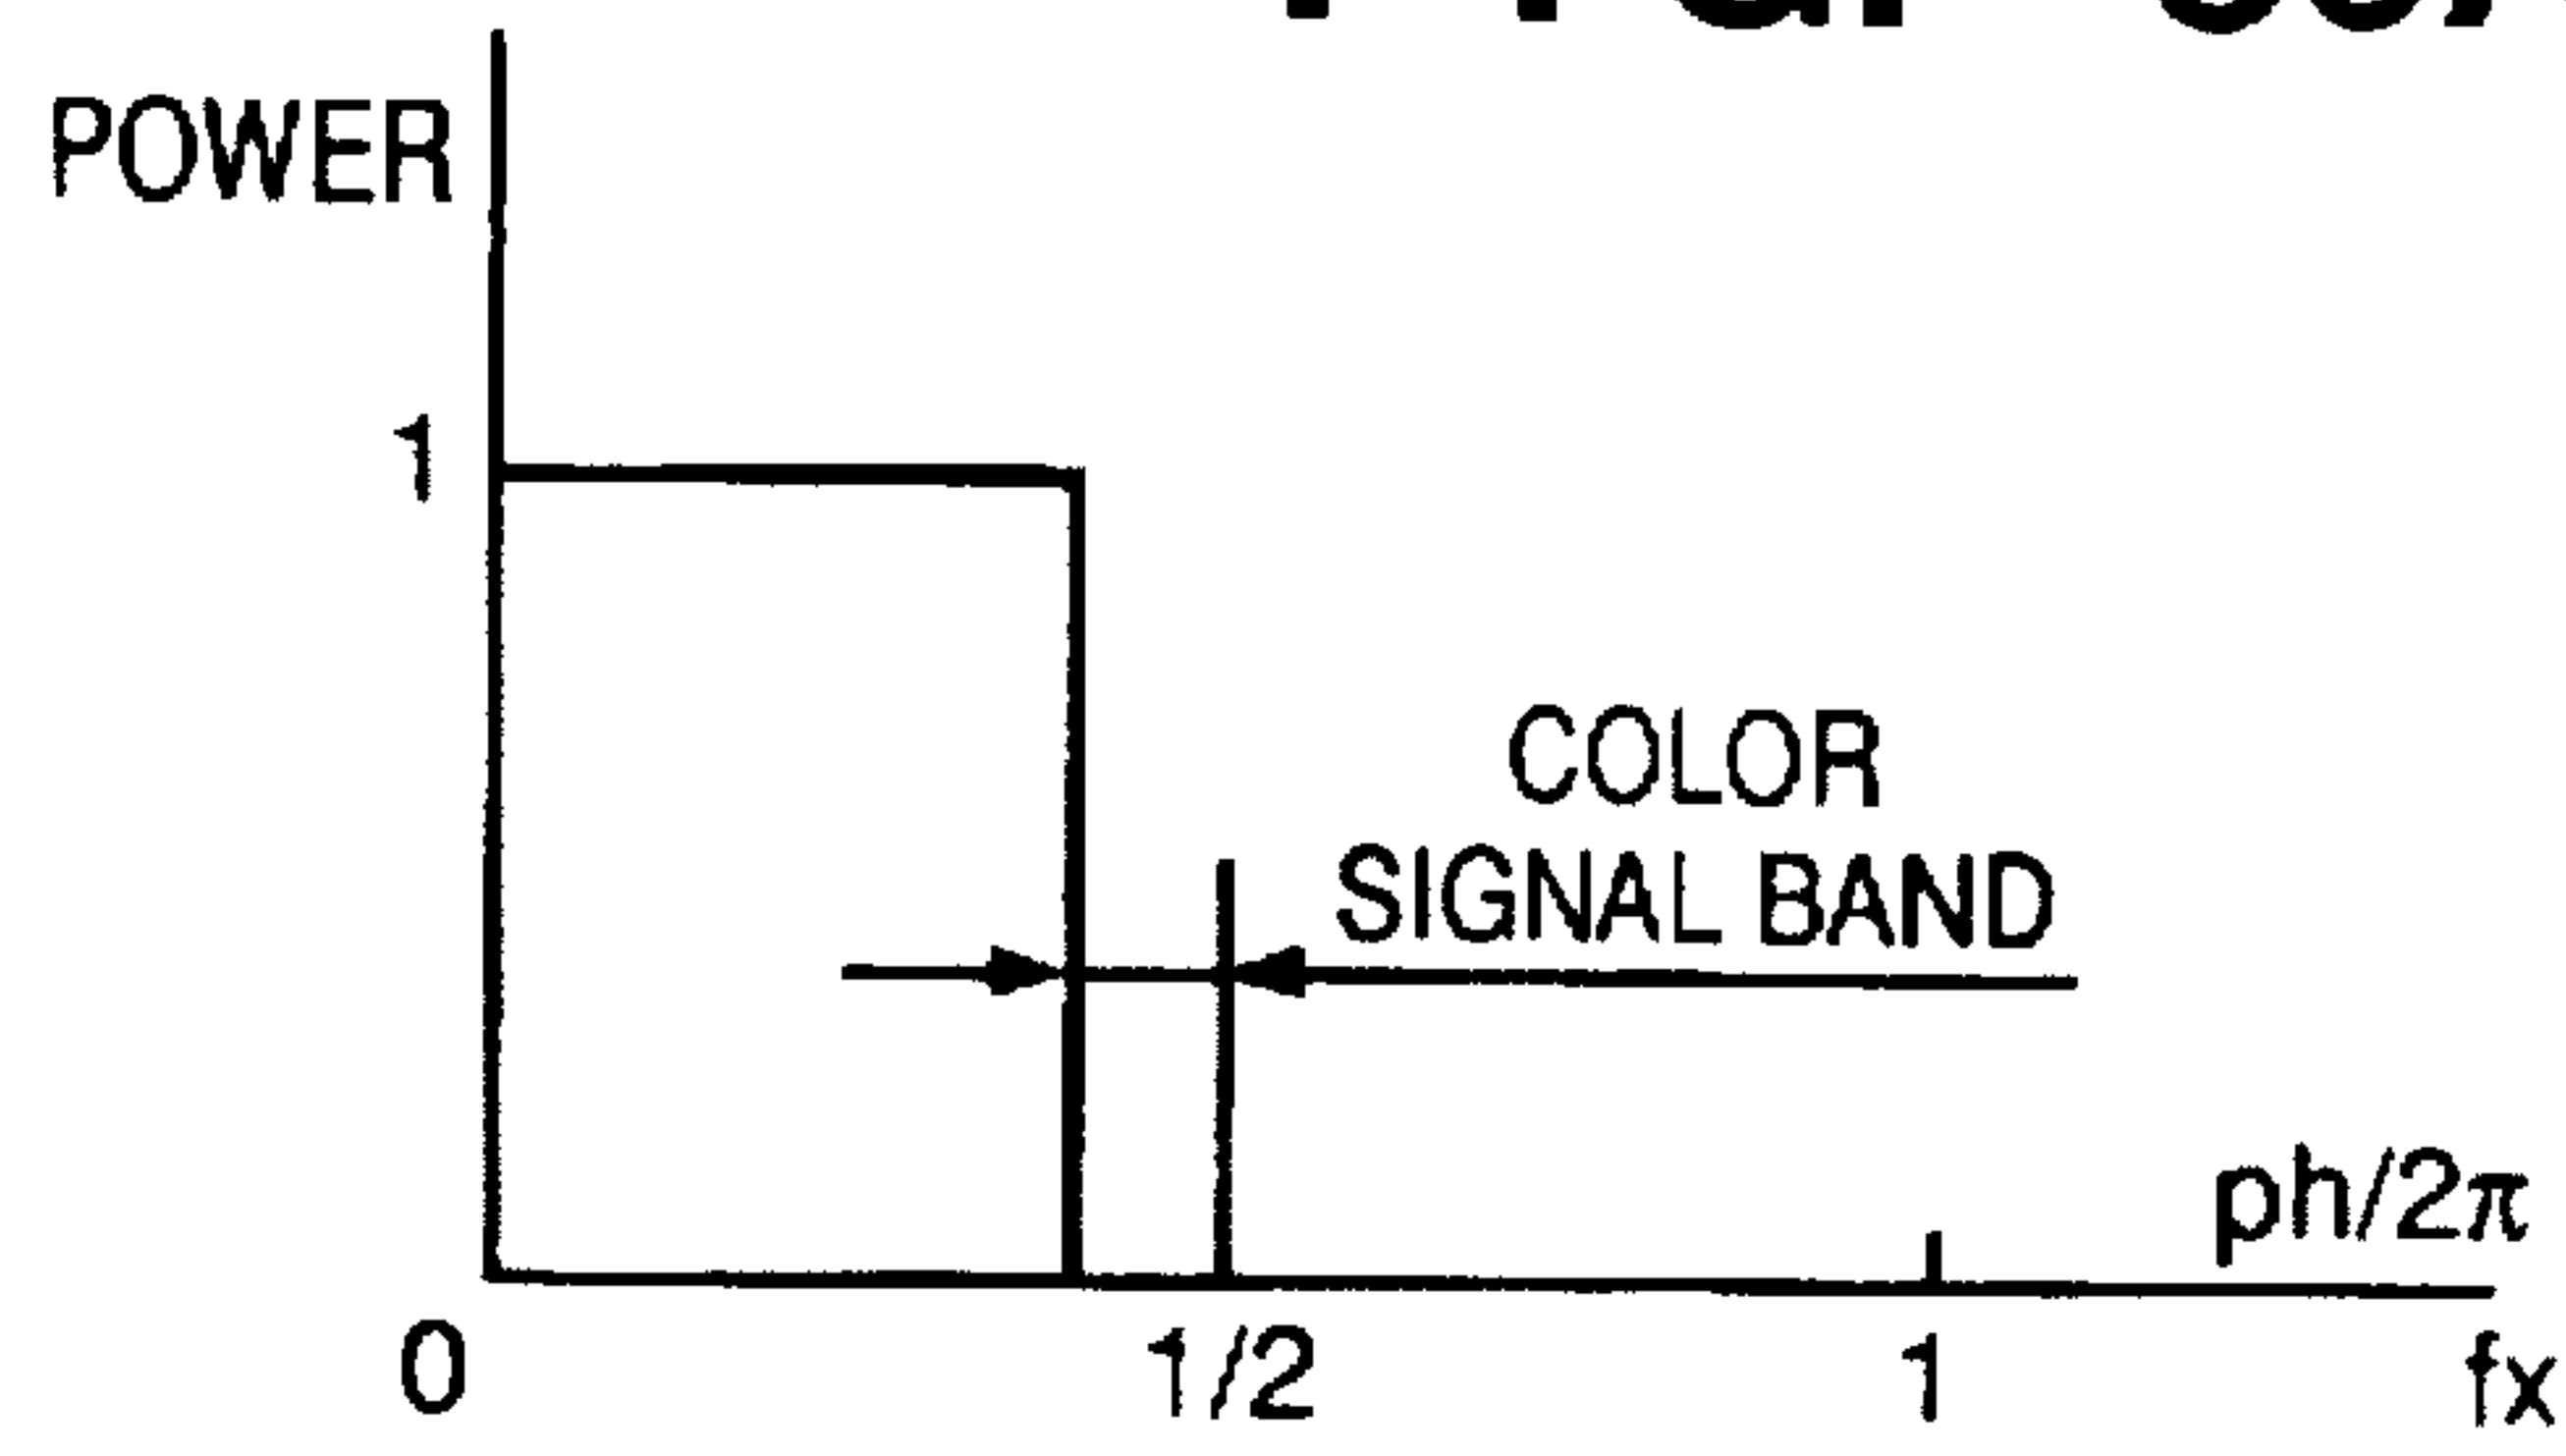 POWER
1
COLOR
SIGNAL BAND
ph/2π
0
1/2
1
fx